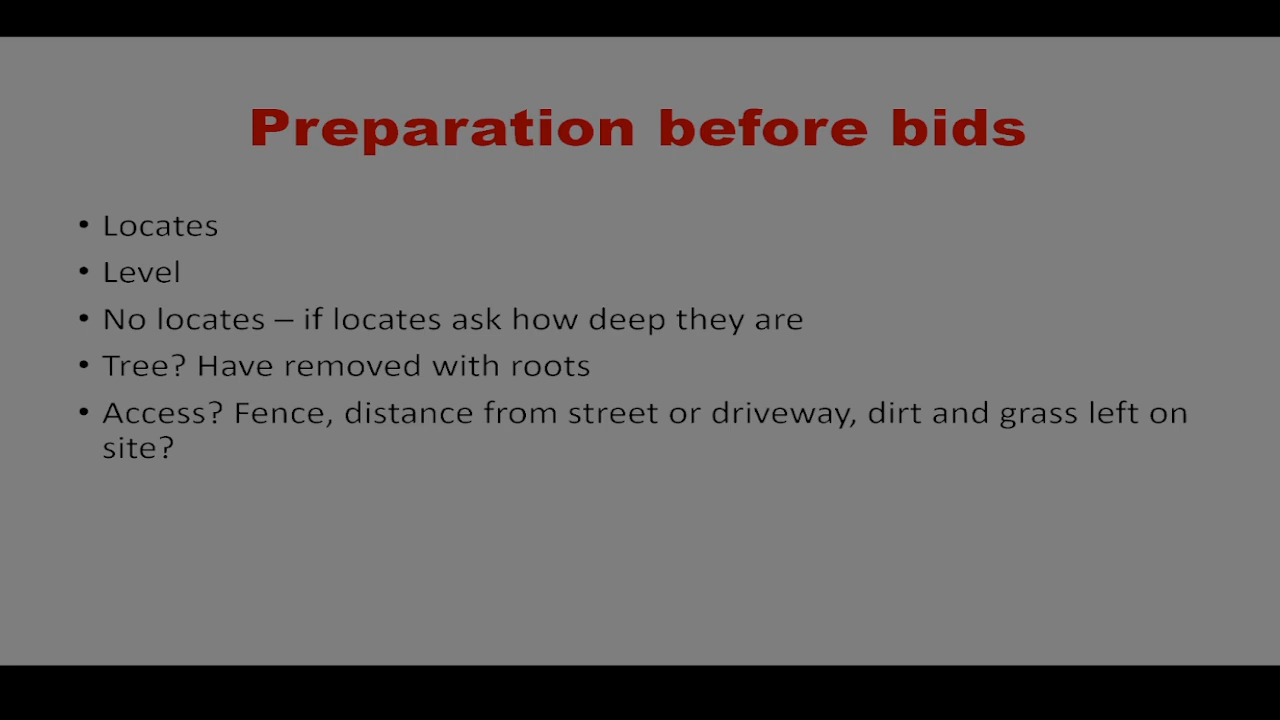 Preparation before bids
• Locates
• Level
• No locates – if locates ask how deep they are
• Tree? Have removed with roots
• Access? Fence, distance from street or driveway, dirt and grass left on
site?